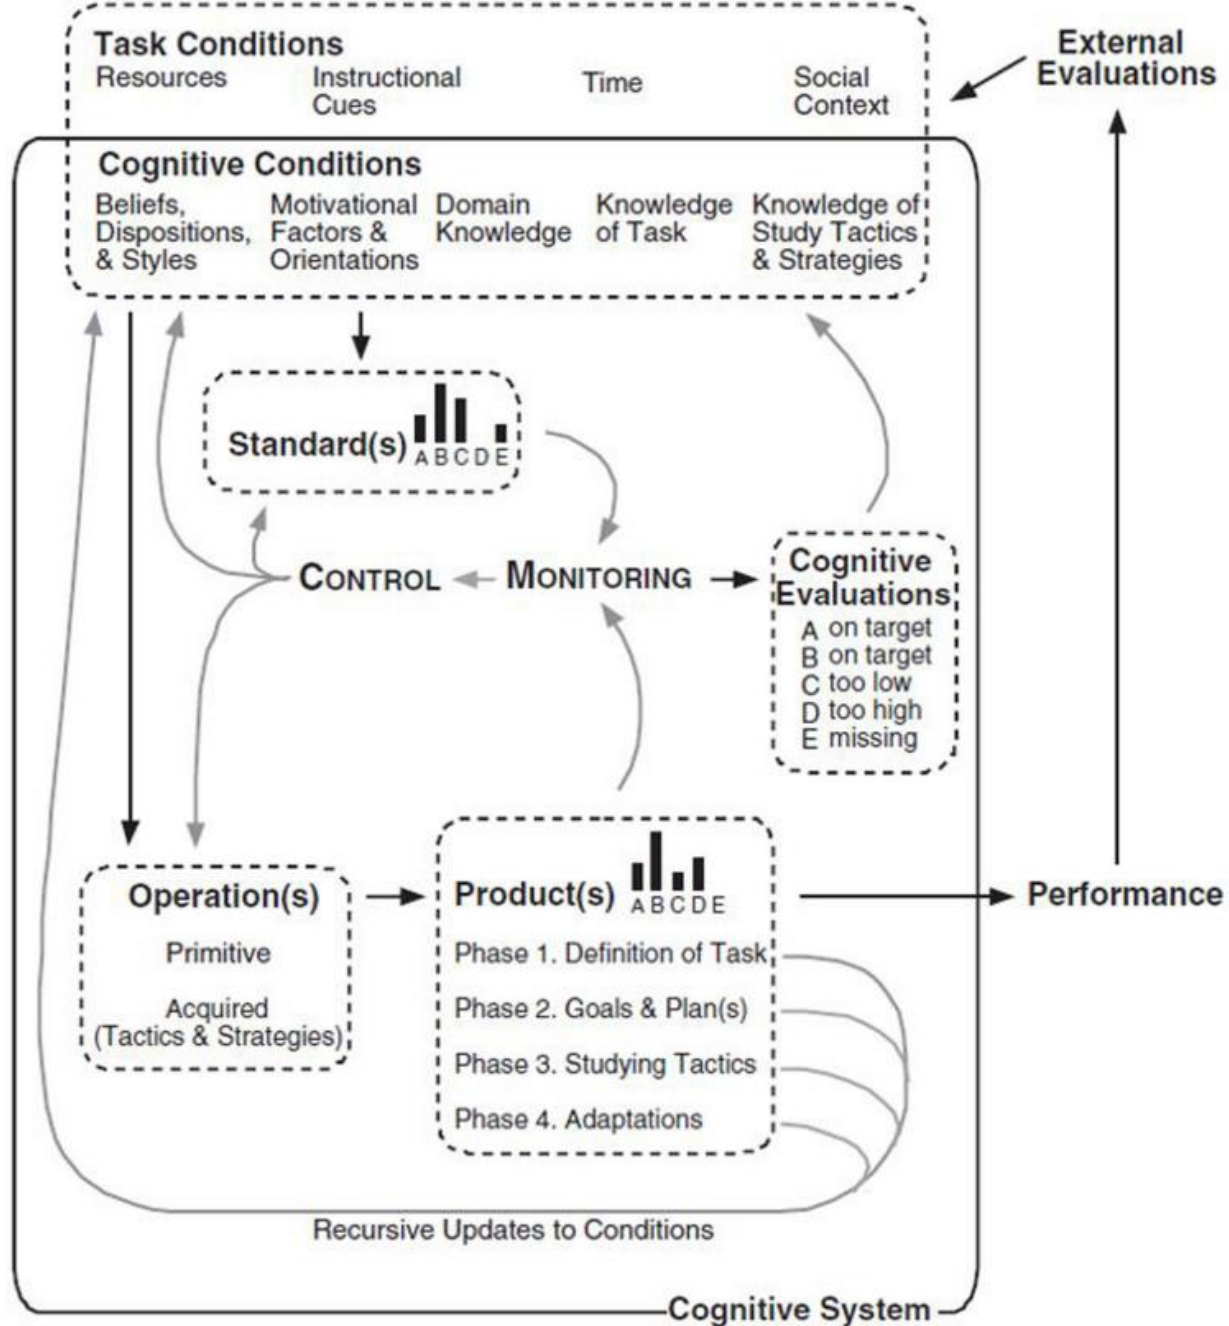 Task Conditions
Resources
Instructional
Cues
Time
Social
Context
External
Evaluations
Cognitive Conditions
Beliefs,
Dispositions,
& Styles
Motivational
Factors &
Orientations
Domain
Knowledge
Knowledge
of Task
Knowledge of
Study Tactics
& Strategies
Standard(s)
A B C D E
CONTROL
MONITORING
Cognitive
Evaluations
A on target
B on target
C too low
D too high
E missing
Operation(s)
Primitive
Acquired
(Tactics & Strategies)
Product(s)
A B C D E
Phase 1. Definition of Task
Phase 2. Goals & Plan(s)
Phase 3. Studying Tactics
Phase 4. Adaptations
Performance
Recursive Updates to Conditions
Cognitive System